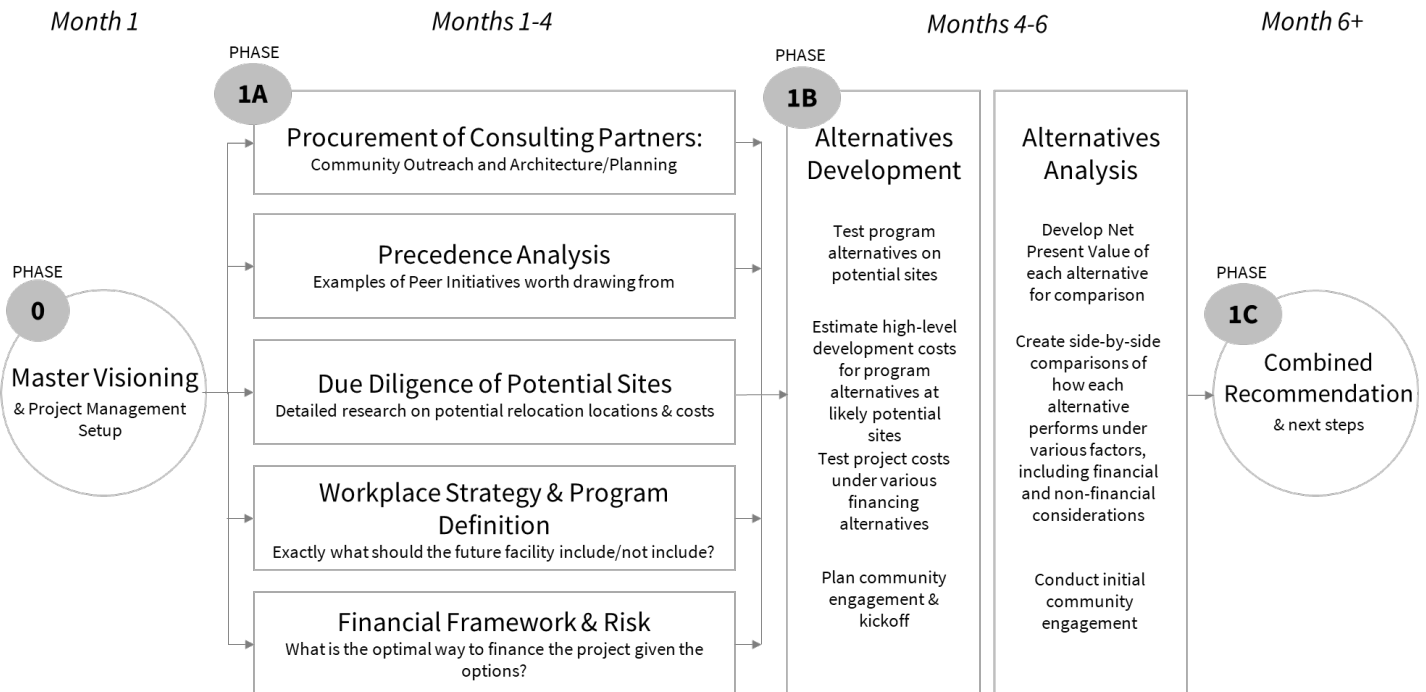 Month 1
Months 1-4
Months 4-6
Month 6+
PHASE
0
Master Visioning
& Project Management
Setup
PHASE
1A
Procurement of Consulting Partners:
Community Outreach and Architecture/Planning
Precedence Analysis
Examples of Peer Initiatives worth drawing from
Due Diligence of Potential Sites
Detailed research on potential relocation locations & costs
Workplace Strategy & Program
Definition
Exactly what should the future facility include/not include?
Financial Framework & Risk
What is the optimal way to finance the project given the
options?
PHASE
1B
Alternatives
Development
Test program
alternatives on
potential sites
Estimate high-level
development costs
for program
alternatives at
likely potential
sites
Test project costs
under various
financing
alternatives
Plan community
engagement &
kickoff
Alternatives
Analysis
Develop Net
Present Value of
each alternative
for comparison
Create side-by-side
comparisons of
how each
alternative
performs under
various factors,
including financial
and non-financial
considerations
Conduct initial
community
engagement
PHASE
1C
Combined
Recommendation
& next steps